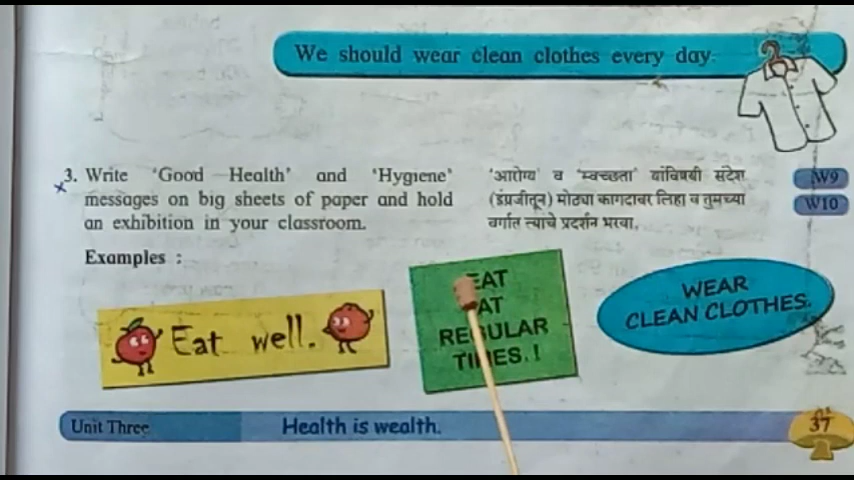 We should wear clean clothes every day.
3. Write 'Good Health' and 'Hygiene'
messages on big sheets of paper and hold
an exhibition in your classroom.
'आरोग्य' व 'स्वच्छता' यांविषयी संदेश
(इंग्रजीतून) मोठ्या कागदावर लिहा व तुमच्या
वर्गात त्याचे प्रदर्शन भरवा.
W9
W10
Examples :
Eat well.
EAT
AT
REGULAR
TIMES.!
WEAR
CLEAN CLOTHES.
Unit Three
Health is wealth.
37